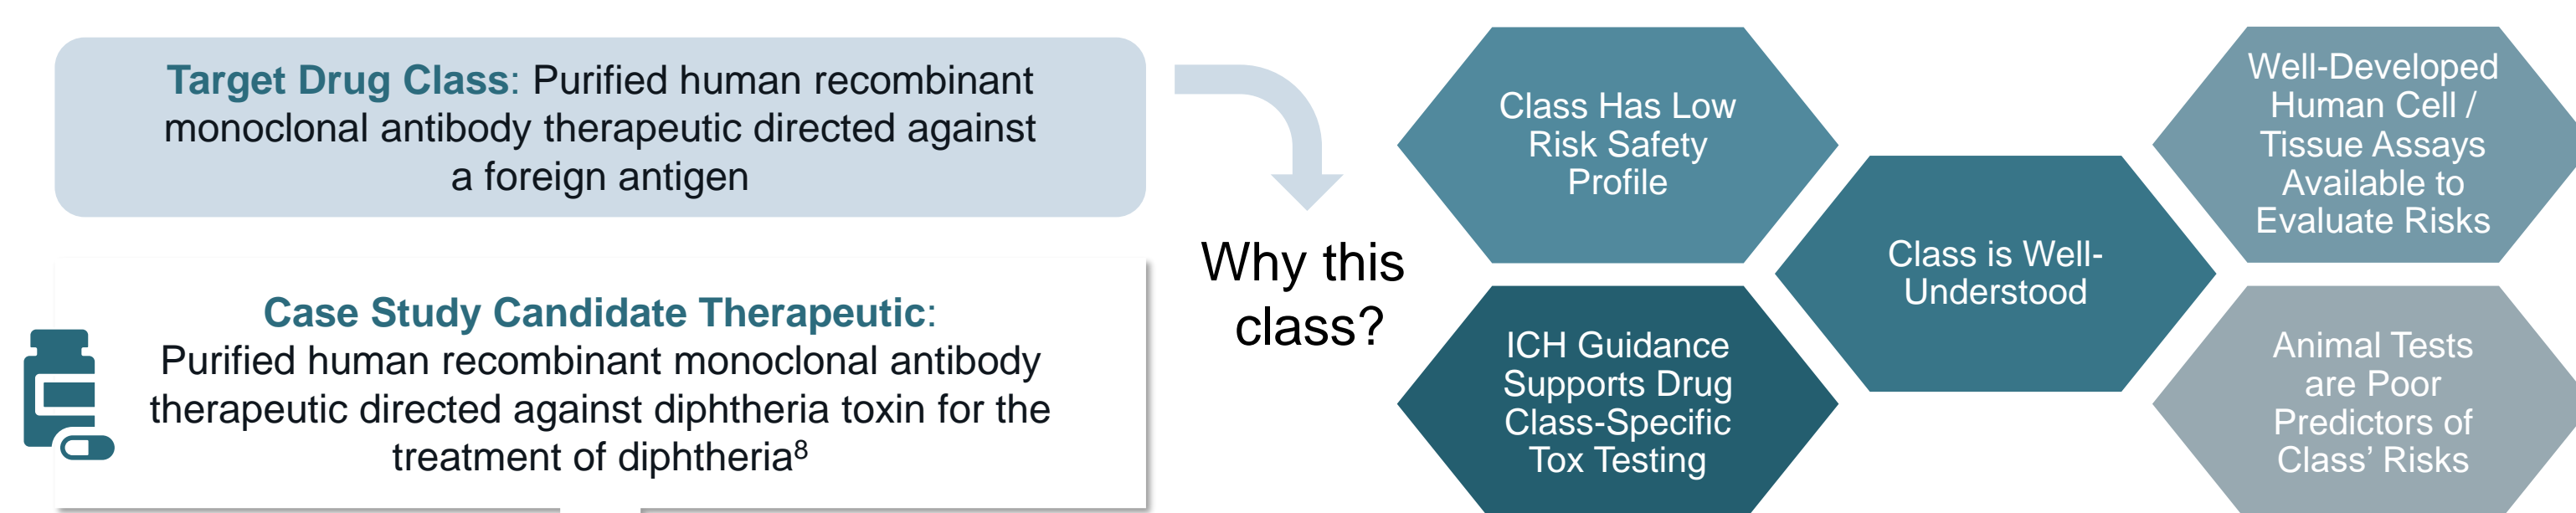 Target Drug Class: Purified human recombinant
monoclonal antibody therapeutic directed against
a foreign antigen
Case Study Candidate Therapeutic:
Purified human recombinant monoclonal antibody
therapeutic directed against diphtheria toxin for the
treatment of diphtheria⁸
Why this
class?
Class Has Low
Risk Safety
Profile
ICH Guidance
Supports Drug
Class-Specific
Tox Testing
Class is Well-
Understood
Well-Developed
Human Cell /
Tissue Assays
Available to
Evaluate Risks
Animal Tests
are Poor
Predictors of
Class’ Risks